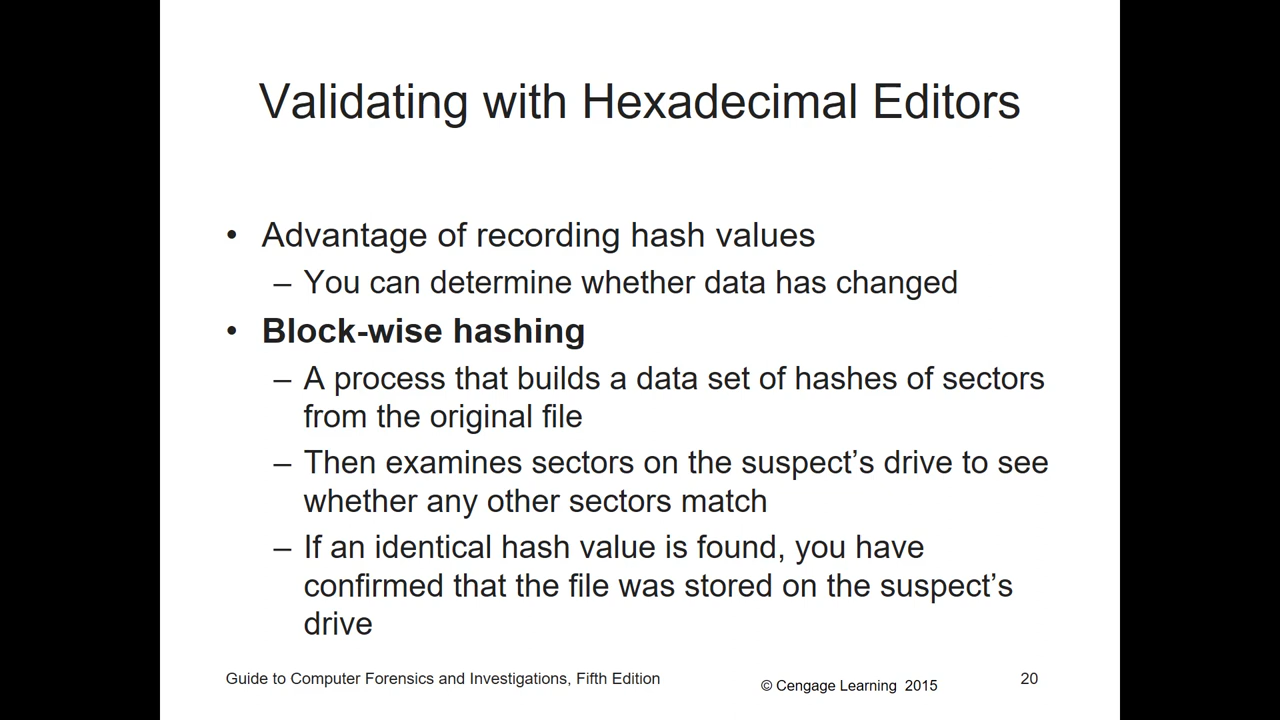 Validating with Hexadecimal Editors
• Advantage of recording hash values
– You can determine whether data has changed
• Block-wise hashing
– A process that builds a data set of hashes of sectors
from the original file
– Then examines sectors on the suspect’s drive to see
whether any other sectors match
– If an identical hash value is found, you have
confirmed that the file was stored on the suspect’s
drive
Guide to Computer Forensics and Investigations, Fifth Edition
© Cengage Learning 2015
20